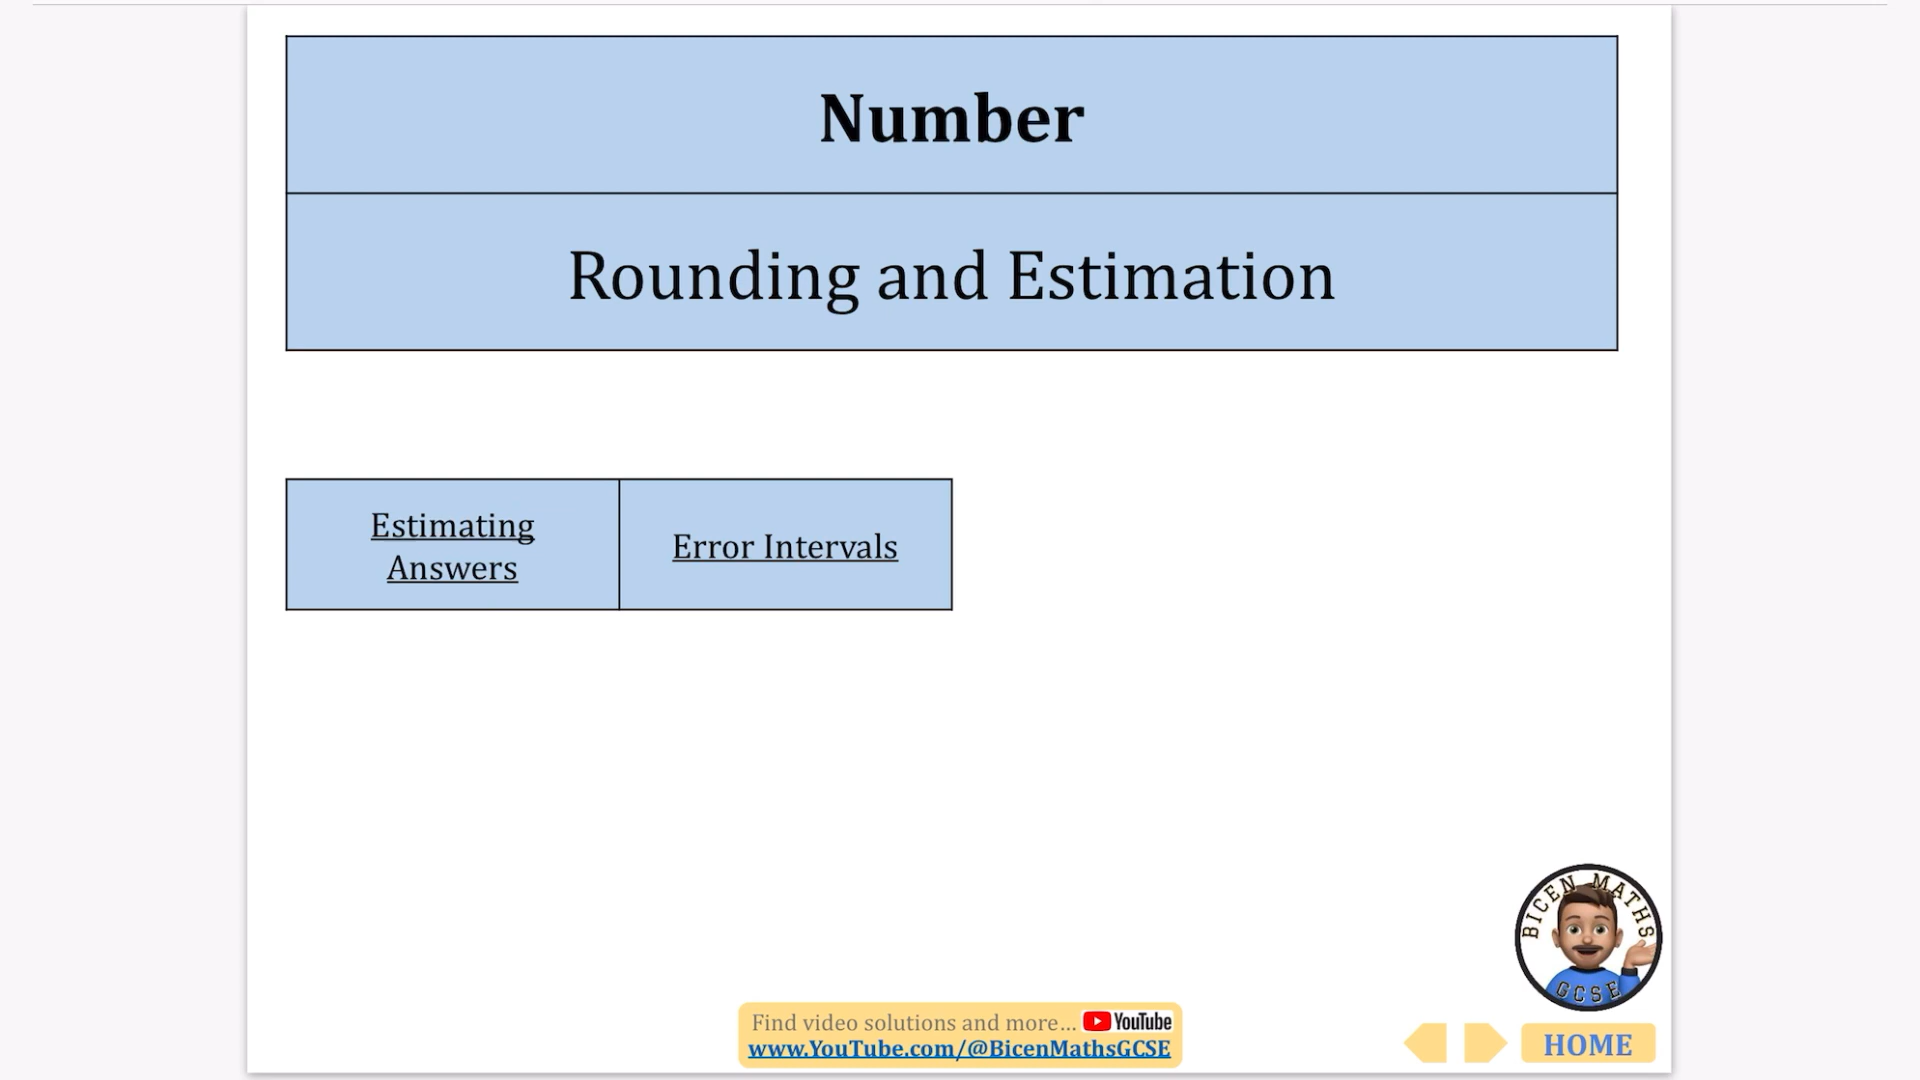 Number
Rounding and Estimation
Estimating
Answers
Error Intervals
BICEN MATHS
GCSE
Find video solutions and more... YouTube
www.YouTube.com/@BicenMathsGCSE
HOME